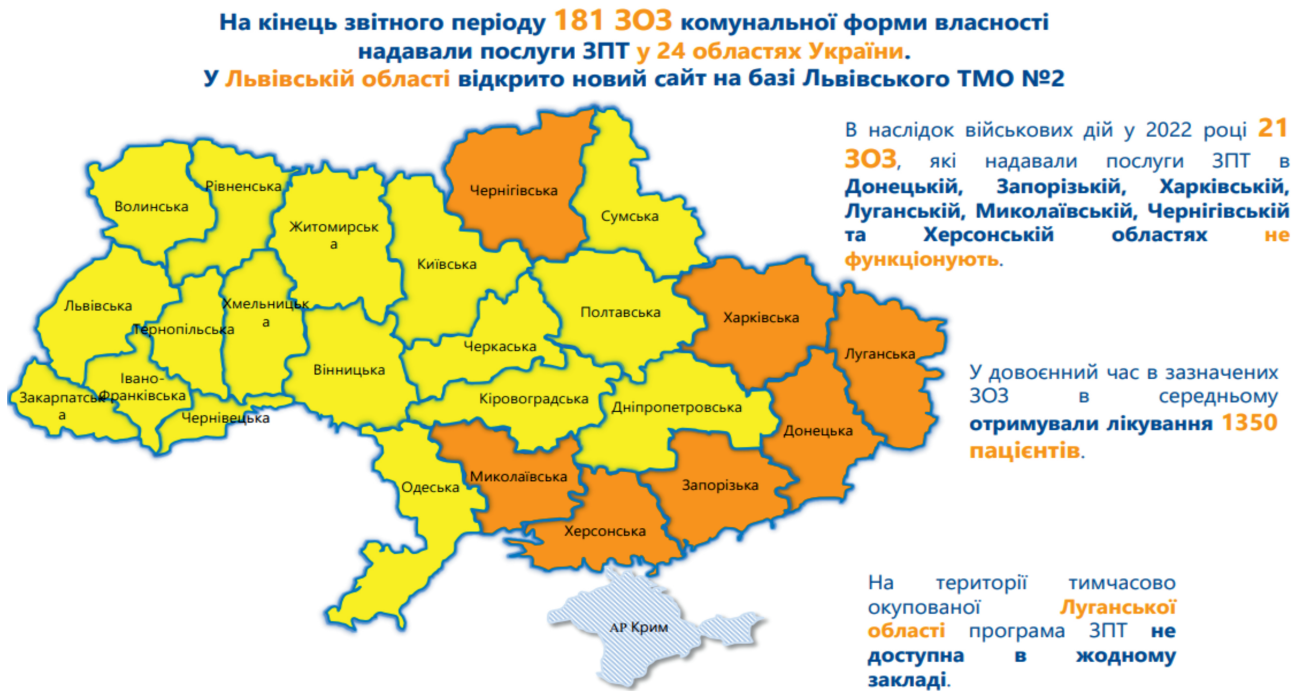 На кінець звітного періоду 181 ЗОЗ комунальної форми власності
надавали послуги ЗПТ у 24 областях України.
У Львівській області відкрито новий сайт на базі Львівського ТМО №2
В наслідок військових дій у 2022 році 21
ЗОЗ, які надавали послуги ЗПТ в
Донецькій, Запорізькій, Харківській,
Луганській, Миколаївській, Чернігівській
та Херсонській областях не
функціонують.
У довоєнний час в зазначених
ЗОЗ в середньому
отримували лікування 1350
пацієнтів.
На території тимчасово
окупованої Луганської
області програма ЗПТ не
доступна в жодному
закладі.
Волинська
Рівненська
Житомирськ
а
Київська
Чернігівська
Сумська
Львівська
Тернопільська
Хмельницьк
а
Вінницька
Черкаська
Полтавська
Харківська
Луганська
Закарпатськ
а
Івано-
Франківська
Чернівецька
Кіровоградська
Дніпропетровська
Донецька
Одеська
Миколаївська
Запорізька
Херсонська
АР Крим